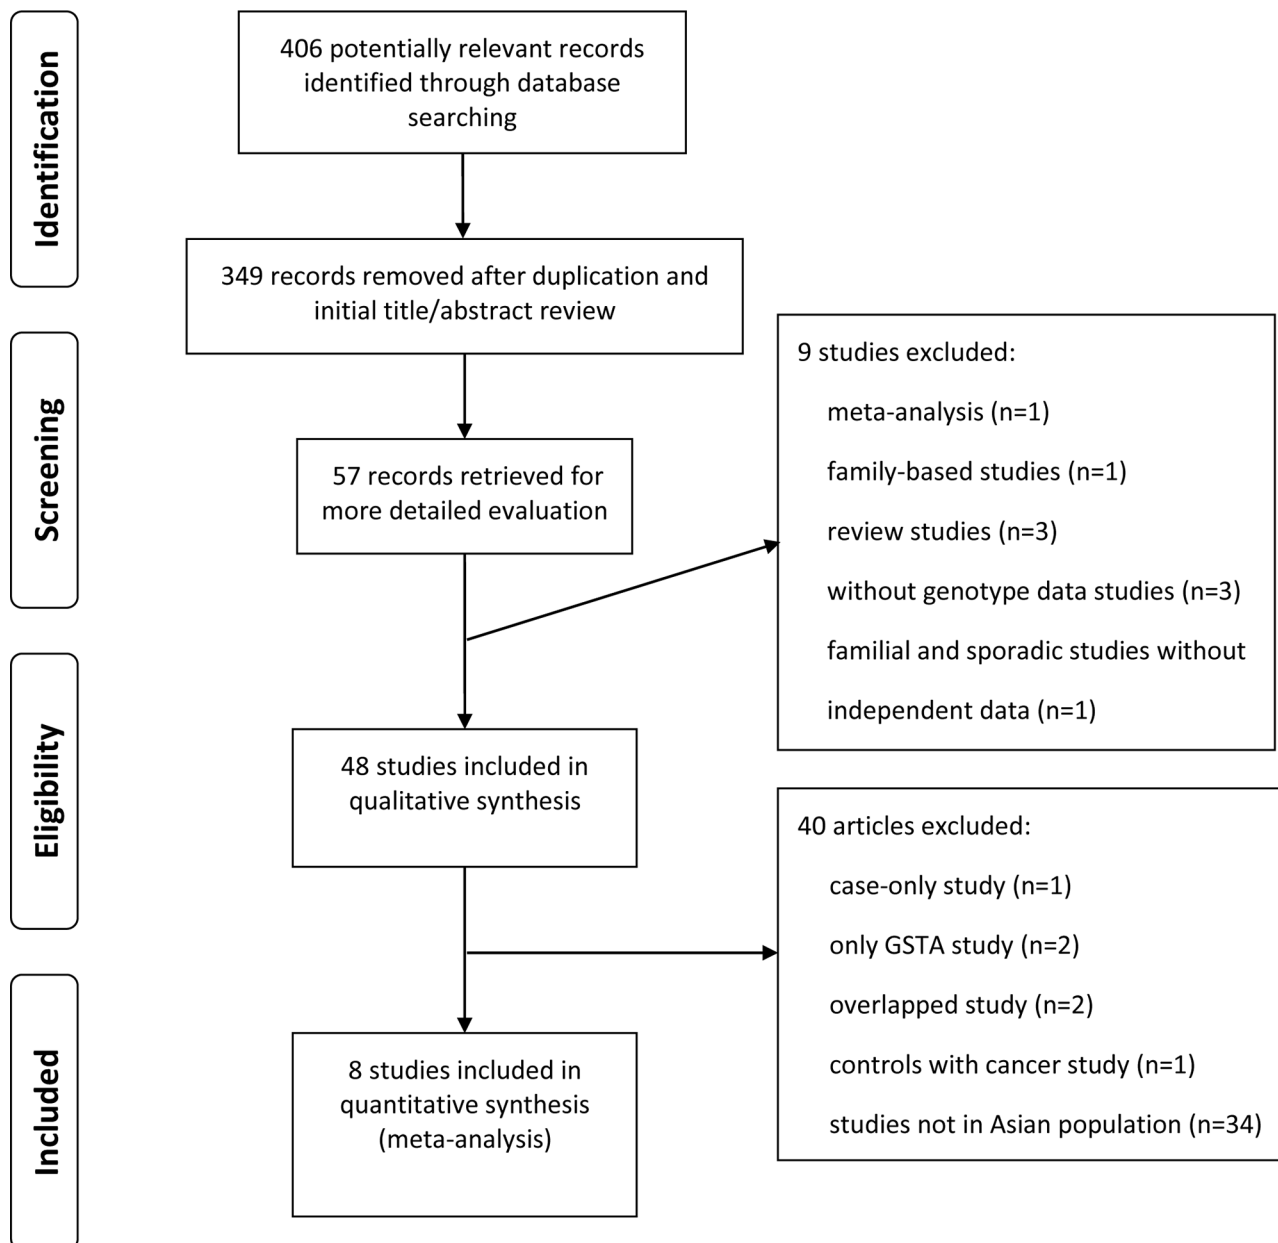 Identification
406 potentially relevant records
identified through database
searching
349 records removed after duplication and
initial title/abstract review
Screening
57 records retrieved for
more detailed evaluation
9 studies excluded:
meta-analysis (n=1)
family-based studies (n=1)
review studies (n=3)
without genotype data studies (n=3)
familial and sporadic studies without
independent data (n=1)
Eligibility
48 studies included in
qualitative synthesis
40 articles excluded:
case-only study (n=1)
only GSTA study (n=2)
overlapped study (n=2)
controls with cancer study (n=1)
studies not in Asian population (n=34)
Included
8 studies included in
quantitative synthesis
(meta-analysis)